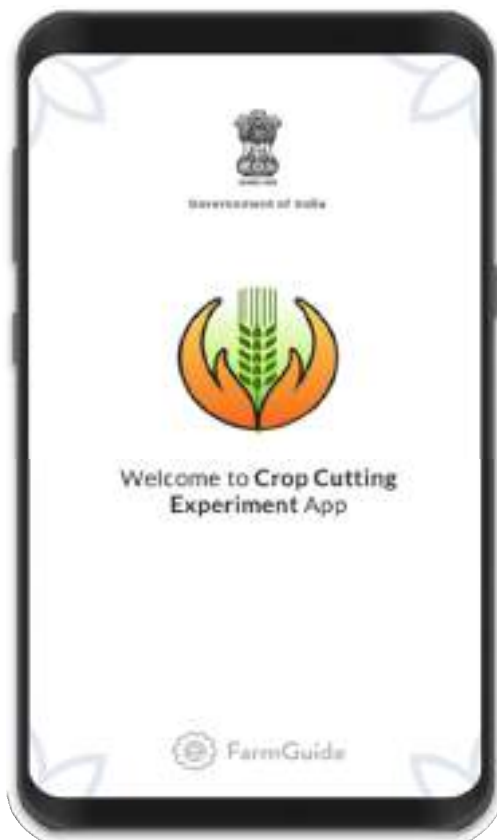 Government of India
Welcome to Crop Cutting
Experiment App
FarmGuide